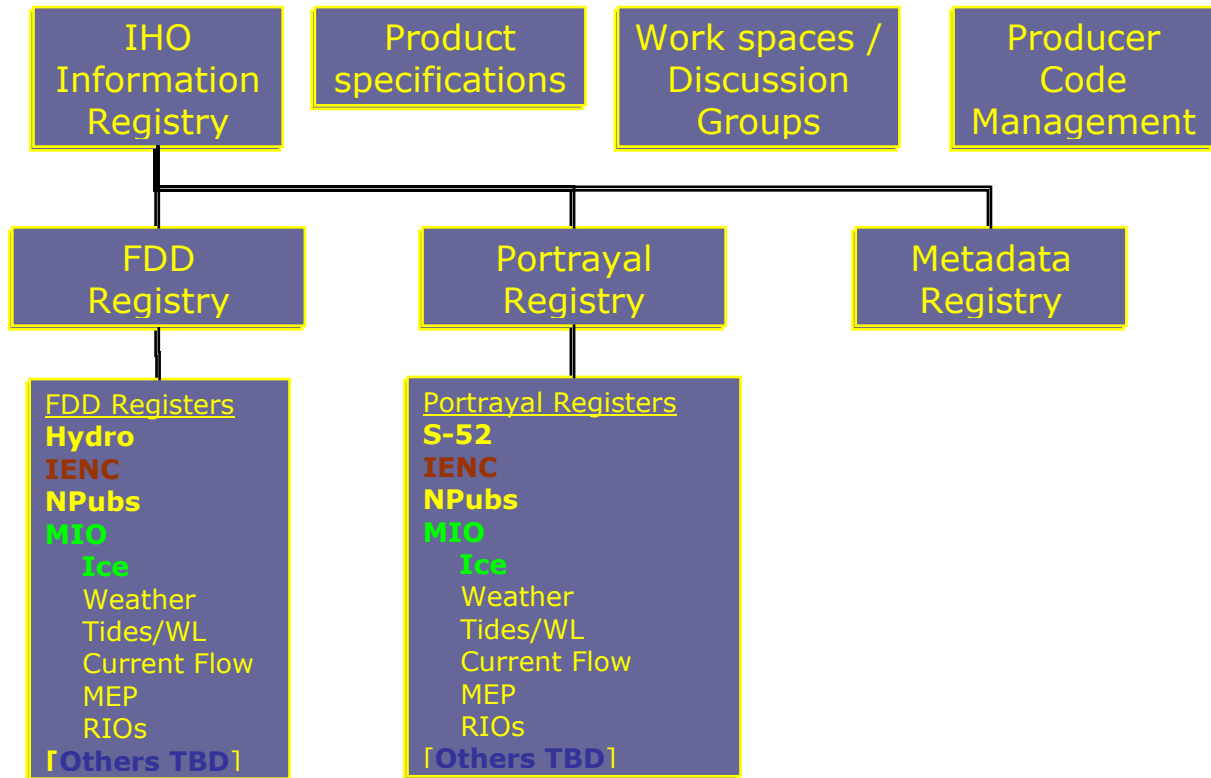 IHO
Information
Registry
Product
specifications
Work spaces /
Discussion
Groups
Producer
Code
Management
FDD
Registry
Portrayal
Registry
Metadata
Registry
FDD Registers
Hydro
IENC
NPubs
MIO
Ice
Weather
Tides/WL
Current Flow
MEP
RIOs
[Others TBD]
Portrayal Registers
S-52
IENC
NPubs
MIO
Ice
Weather
Tides/WL
Current Flow
MEP
RIOs
[Others TBD]